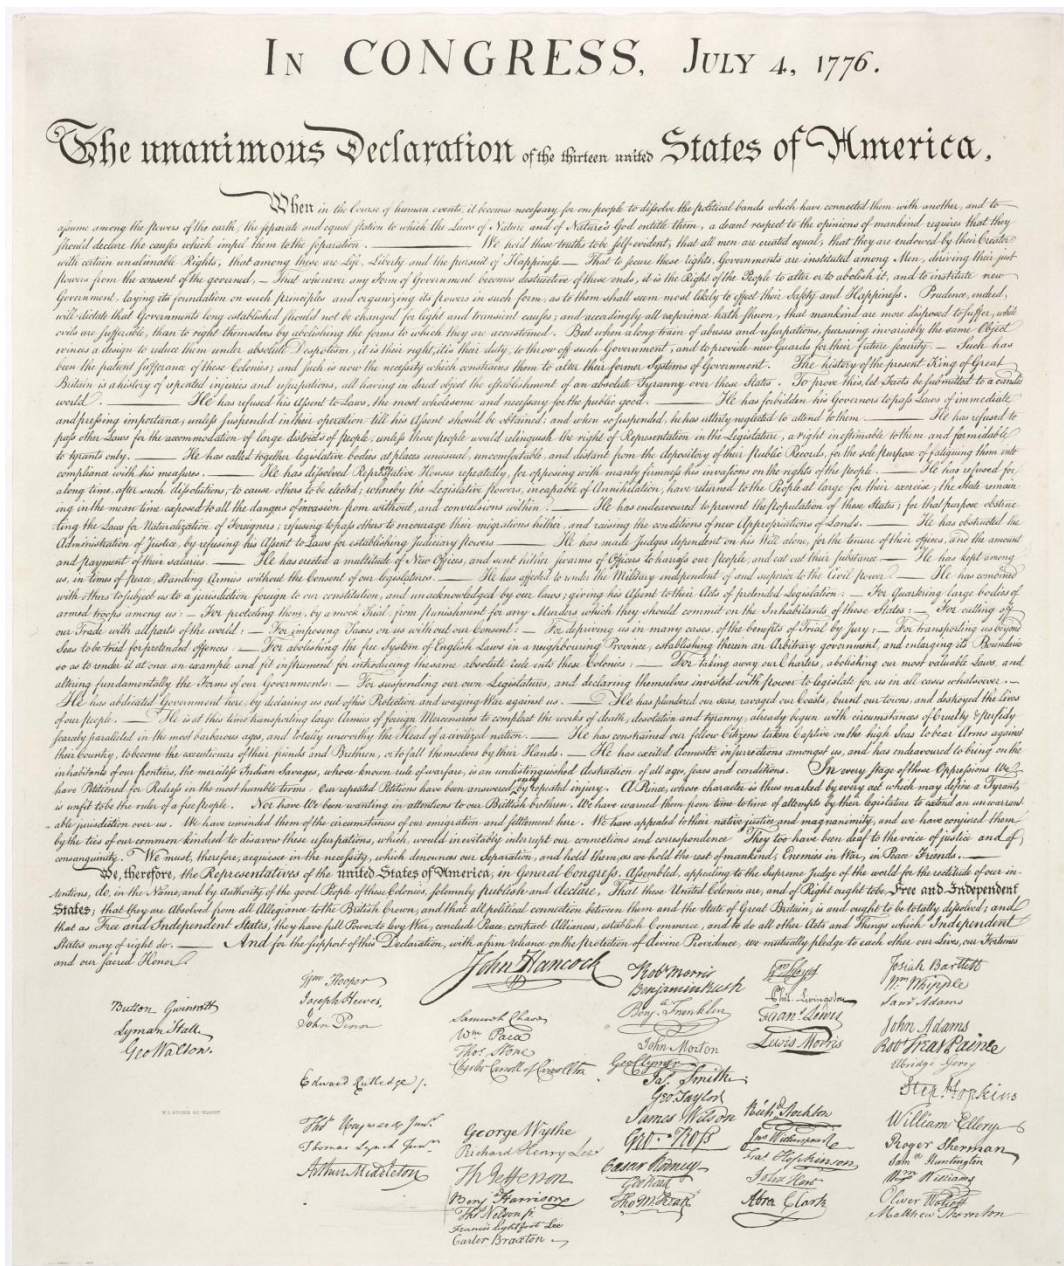 IN CONGRESS, JULY 4, 1776.
The unanimous Declaration of the thirteen united States of America,
When in the Course of human events, it becomes necessary for one people to dissolve the political bands which have connected them with another, and to
assume among the powers of the earth, the separate and equal station to which the Laws of Nature and of Nature's God entitle them, a decent respect to the opinions of mankind requires that they
should declare the causes which impel them to the separation. — We hold these truths to be self-evident, that all men are created equal, that they are endowed by their Creator
with certain unalienable Rights, that among these are Life, Liberty and the pursuit of Happiness. — That to secure these rights, Governments are instituted among Men, deriving their just
powers from the consent of the governed, — That whenever any Form of Government becomes destructive of these ends, it is the Right of the People to alter or to abolish it, and to institute new
Government, laying its foundation on such principles and organizing its powers in such form, as to them shall seem most likely to effect their Safety and Happiness. Prudence, indeed,
will dictate that Governments long established should not be changed for light and transient causes; and accordingly all experience hath shewn, that mankind are more disposed to suffer, while
evils are sufferable, than to right themselves by abolishing the forms to which they are accustomed. But when a long train of abuses and usurpations, pursuing invariably the same Object
evinces a design to reduce them under absolute Despotism, it is their right, it is their duty, to throw off such Government, and to provide new Guards for their future security. — Such has
been the patient sufferance of these Colonies; and such is now the necessity which constrains them to alter their former Systems of Government. The history of the present King of Great
Britain is a history of repeated injuries and usurpations, all having in direct object the establishment of an absolute Tyranny over these States. To prove this, let Facts be submitted to a candid
world. — He has refused his Assent to Laws, the most wholesome and necessary for the public good. — He has forbidden his Governors to pass Laws of immediate
and pressing importance, unless suspended in their operation till his Assent should be obtained; and when so suspended, he has utterly neglected to attend to them. — He has refused to
pass other Laws for the accommodation of large districts of people, unless those people would relinquish the right of Representation in the Legislature, a right inestimable to them and formidable
to tyrants only. — He has called together legislative bodies at places unusual, uncomfortable, and distant from the depository of their Public Records, for the sole purpose of fatiguing them into
compliance with his measures. — He has dissolved Representative Houses repeatedly, for opposing with manly firmness his invasions on the rights of the people. — He has refused for
a long time, after such dissolutions, to cause others to be elected; whereby the Legislative powers, incapable of Annihilation, have returned to the People at large for their exercise; the State remain
ing in the mean time exposed to all the dangers of invasion from without, and convulsions within. — He has endeavoured to prevent the Population of these States; for that purpose obstruc
ting the Laws for Naturalization of Foreigners; refusing to pass others to encourage their migrations hither, and raising the conditions of new Appropriations of Lands. — He has obstructed the
Administration of Justice, by refusing his Assent to Laws for establishing Judiciary powers. — He has made Judges dependent on his Will alone, for the tenure of their offices, and the amount
and payment of their salaries. — He has erected a multitude of New Offices, and sent hither swarms of Officers to harrass our people, and eat out their substance. — He has kept among
us, in times of peace, Standing Armies without the Consent of our legislatures. — He has affected to render the Military independent of and superior to the Civil power. — He has combined
with others to subject us to a jurisdiction foreign to our constitution, and unacknowledged by our laws; giving his Assent to their Acts of pretended Legislation: — For Quartering large bodies of
armed troops among us: — For protecting them, by a mock Trial, from punishment for any Murders which they should commit on the Inhabitants of these States: — For cutting off
our Trade with all parts of the world: — For imposing Taxes on us without our Consent: — For depriving us in many cases, of the benefits of Trial by Jury: — For transporting us beyond
Seas to be tried for pretended offences: — For abolishing the free System of English Laws in a neighbouring Province, establishing therein an Arbitrary government, and enlarging its Boundaries
so as to render it at once an example and fit instrument for introducing the same absolute rule into these Colonies: — For taking away our Charters, abolishing our most valuable Laws, and
altering fundamentally the Forms of our Governments: — For suspending our own Legislatures, and declaring themselves invested with power to legislate for us in all cases whatsoever. —
He has abdicated Government here, by declaring us out of his Protection and waging War against us. — He has plundered our seas, ravaged our Coasts, burnt our towns, and destroyed the lives
of our people. — He is at this time transporting large Armies of foreign Mercenaries to compleat the works of death, desolation and tyranny, already begun with circumstances of Cruelty & perfidy
scarcely paralleled in the most barbarous ages, and totally unworthy the Head of a civilized nation. — He has constrained our fellow Citizens taken Captive on the high Seas to bear Arms against
their Country, to become the executioners of their friends and Brethren, or to fall themselves by their Hands. — He has excited domestic insurrections amongst us, and has endeavoured to bring on the
inhabitants of our frontiers, the merciless Indian Savages, whose known rule of warfare, is an undistinguished destruction of all ages, sexes and conditions. In every stage of these Oppressions We
have Petitioned for Redress in the most humble terms: Our repeated Petitions have been answered only by repeated injury. A Prince, whose character is thus marked by every act which may define a Tyrant,
is unfit to be the ruler of a free people. Nor have We been wanting in attentions to our Brittish brethren. We have warned them from time to time of attempts by their legislature to extend an unwarrant
able jurisdiction over us. We have reminded them of the circumstances of our emigration and settlement here. We have appealed to their native justice and magnanimity, and we have conjured them
by the ties of our common kindred to disavow these usurpations, which, would inevitably interrupt our connections and correspondence. They too have been deaf to the voice of justice and of
consanguinity. We must, therefore, acquiesce in the necessity, which denounces our Separation, and hold them, as we hold the rest of mankind, Enemies in War, in Peace Friends. —
We, therefore, the Representatives of the united States of America, in General Congress, Assembled, appealing to the Supreme Judge of the world for the rectitude of our in
tentions, do, in the Name, and by Authority of the good People of these Colonies, solemnly publish and declare, That these United Colonies are, and of Right ought to be Free and Independent
States; that they are Absolved from all Allegiance to the British Crown, and that all political connection between them and the State of Great Britain, is and ought to be totally dissolved; and
that as Free and Independent States, they have full Power to levy War, conclude Peace, contract Alliances, establish Commerce, and to do all other Acts and Things which Independent
States may of right do. — And for the support of this Declaration, with a firm reliance on the protection of divine Providence, we mutually pledge to each other our Lives, our Fortunes
and our sacred Honor.
Button Gwinnett
Lyman Hall
Geo Walton.
Wm Hooper
Joseph Hewes,
John Penn
Edward Rutledge /.
Thos Heyward Junr.
Thomas Lynch Junr.
Arthur Middleton
John Hancock
Samuel Chase
Wm Paca
Thos Stone
Charles Carroll of Carrollton
George Wythe
Richard Henry Lee
Th Jefferson
Benj Harrison
Thos Nelson jr.
Francis Lightfoot Lee
Carter Braxton
Robt Morris
Benjamin Rush
Benja Franklin
John Morton
Geo Clymer
Jas Smith
Geo Taylor
James Wilson
Geo. Ross
Caesar Rodney
Geo Read
Tho M:Kean
Wm Floyd
Phil. Livingston
Frans. Lewis
Lewis Morris
Richd Stockton
Jno Witherspoon
Fras Hopkinson
John Hart
Abra Clark
Josiah Bartlett
Wm Whipple
Saml Adams
John Adams
Robt Treat Paine
Elbridge Gerry
Step Hopkins
William Ellery
Roger Sherman
Saml Huntington
Wm Williams
Oliver Wolcott
Matthew Thornton
W. J. STONE SC. WASHN